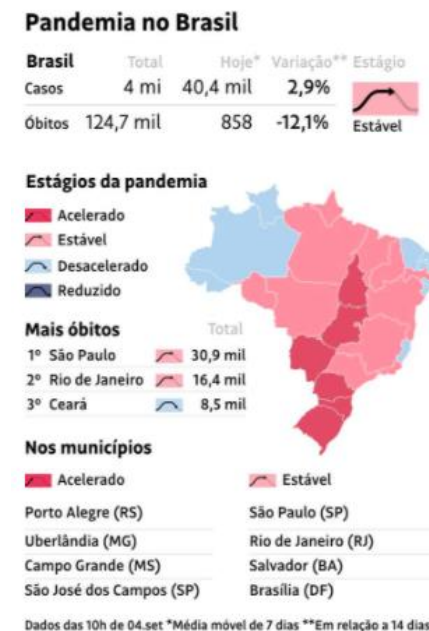 Pandemia no Brasil
Brasil Total Hoje* Variação** Estágio
Casos 4 mi 40,4 mil 2,9%
Óbitos 124,7 mil 858 -12,1% Estável
Estágios da pandemia
Acelerado
Estável
Desacelerado
Reduzido
Mais óbitos Total
1º São Paulo 30,9 mil
2º Rio de Janeiro 16,4 mil
3º Ceará 8,5 mil
Nos municípios
Acelerado Estável
Porto Alegre (RS) São Paulo (SP)
Uberlândia (MG) Rio de Janeiro (RJ)
Campo Grande (MS) Salvador (BA)
São José dos Campos (SP) Brasília (DF)
Dados das 10h de 04.set *Média móvel de 7 dias **Em relação a 14 dias